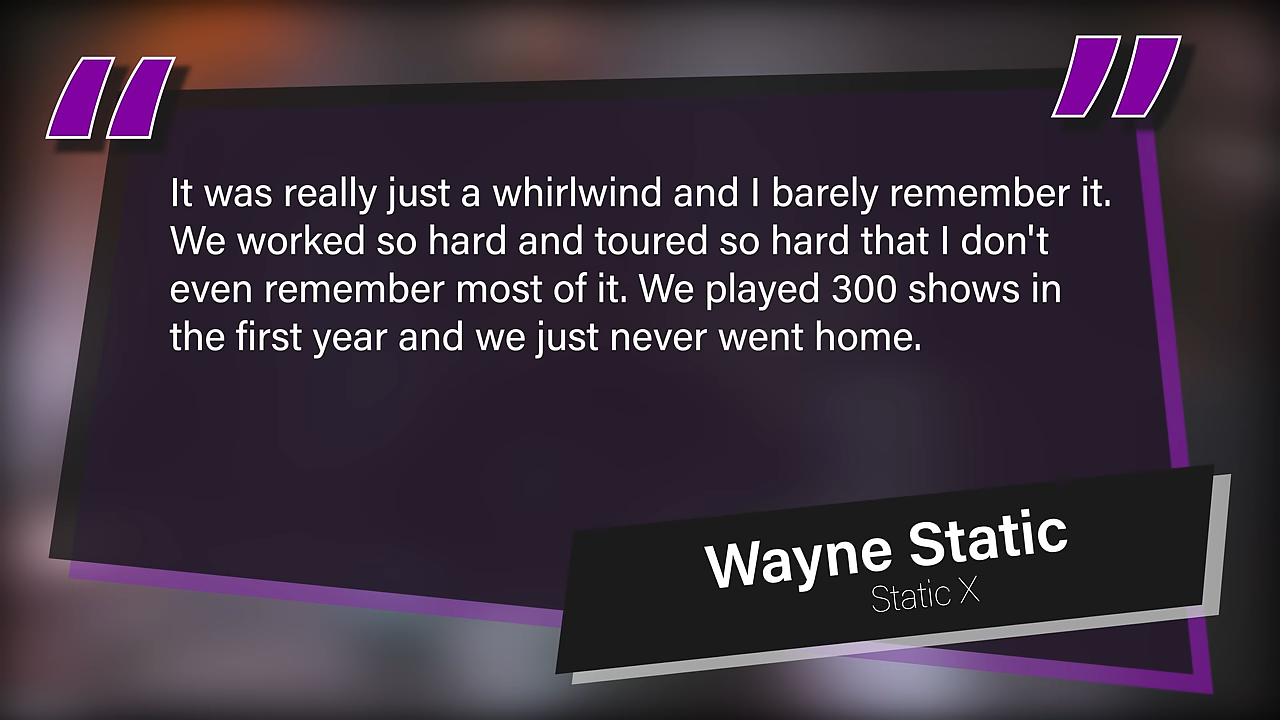 It was really just a whirlwind and I barely remember it.
We worked so hard and toured so hard that I don't
even remember most of it. We played 300 shows in
the first year and we just never went home.
Wayne Static
Static X